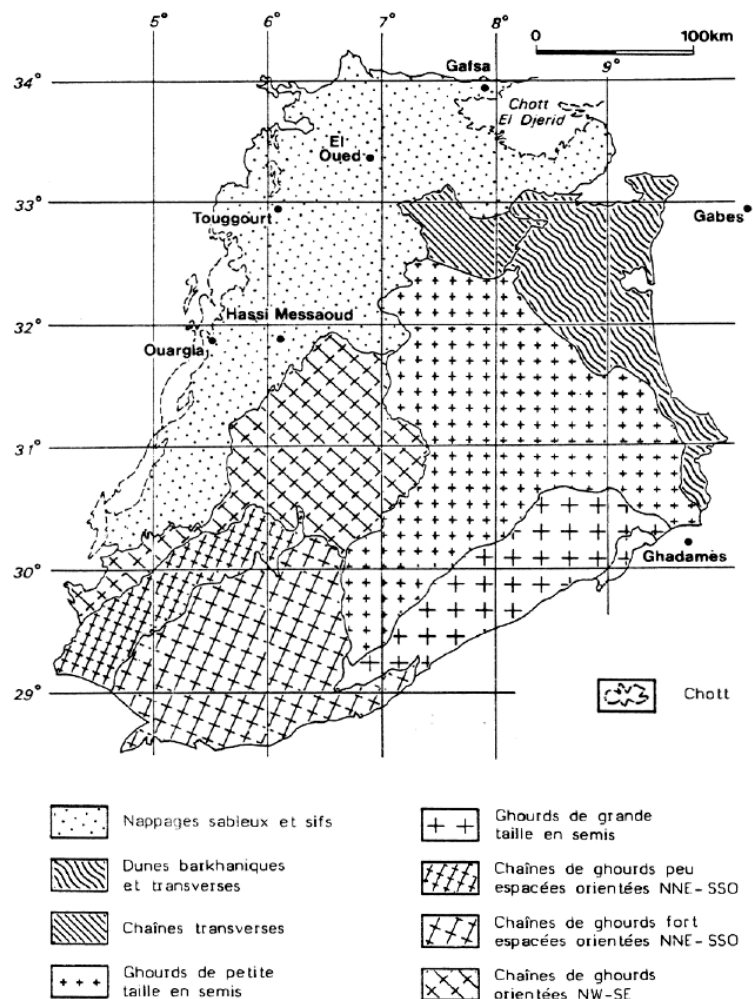 5° 6° 7° 8° 9°
0 100km
34°
Gafsa
Chott
El Djerid
El
Oued
33°
Touggourt
Gabes
Hassi Messaoud
32°
Ouargla
31°
30°
Ghadamès
29°
Chott
Nappages sableux et sifs
Dunes barkhaniques
et transverses
Chaînes transverses
Ghourds de petite
taille en semis
Ghourds de grande
taille en semis
Chaînes de ghourds peu
espacées orientées NNE-SSO
Chaînes de ghourds fort
espacées orientées NNE-SSO
Chaînes de ghourds
orientées NW-SE